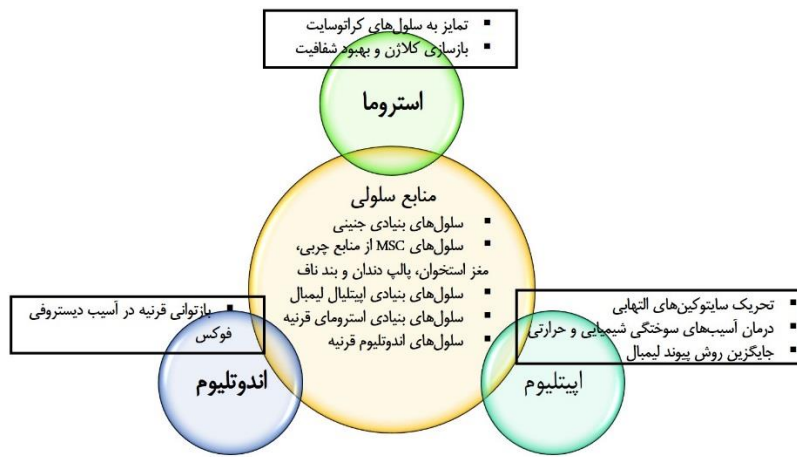 ▪ تمایز به سلول‌های کراتوسایت
▪ بازسازی کلاژن و بهبود شفافیت
استروما
منابع سلولی
▪ سلول‌های بنیادی جنینی
▪ سلول‌های MSC از منابع چربی،
مغز استخوان، پالپ دندان و بند ناف
▪ سلول‌های بنیادی اپیتلیال لیمبال
▪ سلول‌های بنیادی استرومای قرنیه
▪ سلول‌های اندوتلیوم قرنیه
▪ تحریک سایتوکین‌های التهابی
▪ درمان آسیب‌های سوختگی شیمیایی و حرارتی
▪ جایگزین روش پیوند لیمبال
اپیتلیوم
▪ بازتوانی قرنیه در آسیب دیستروفی
فوکس
اندوتلیوم